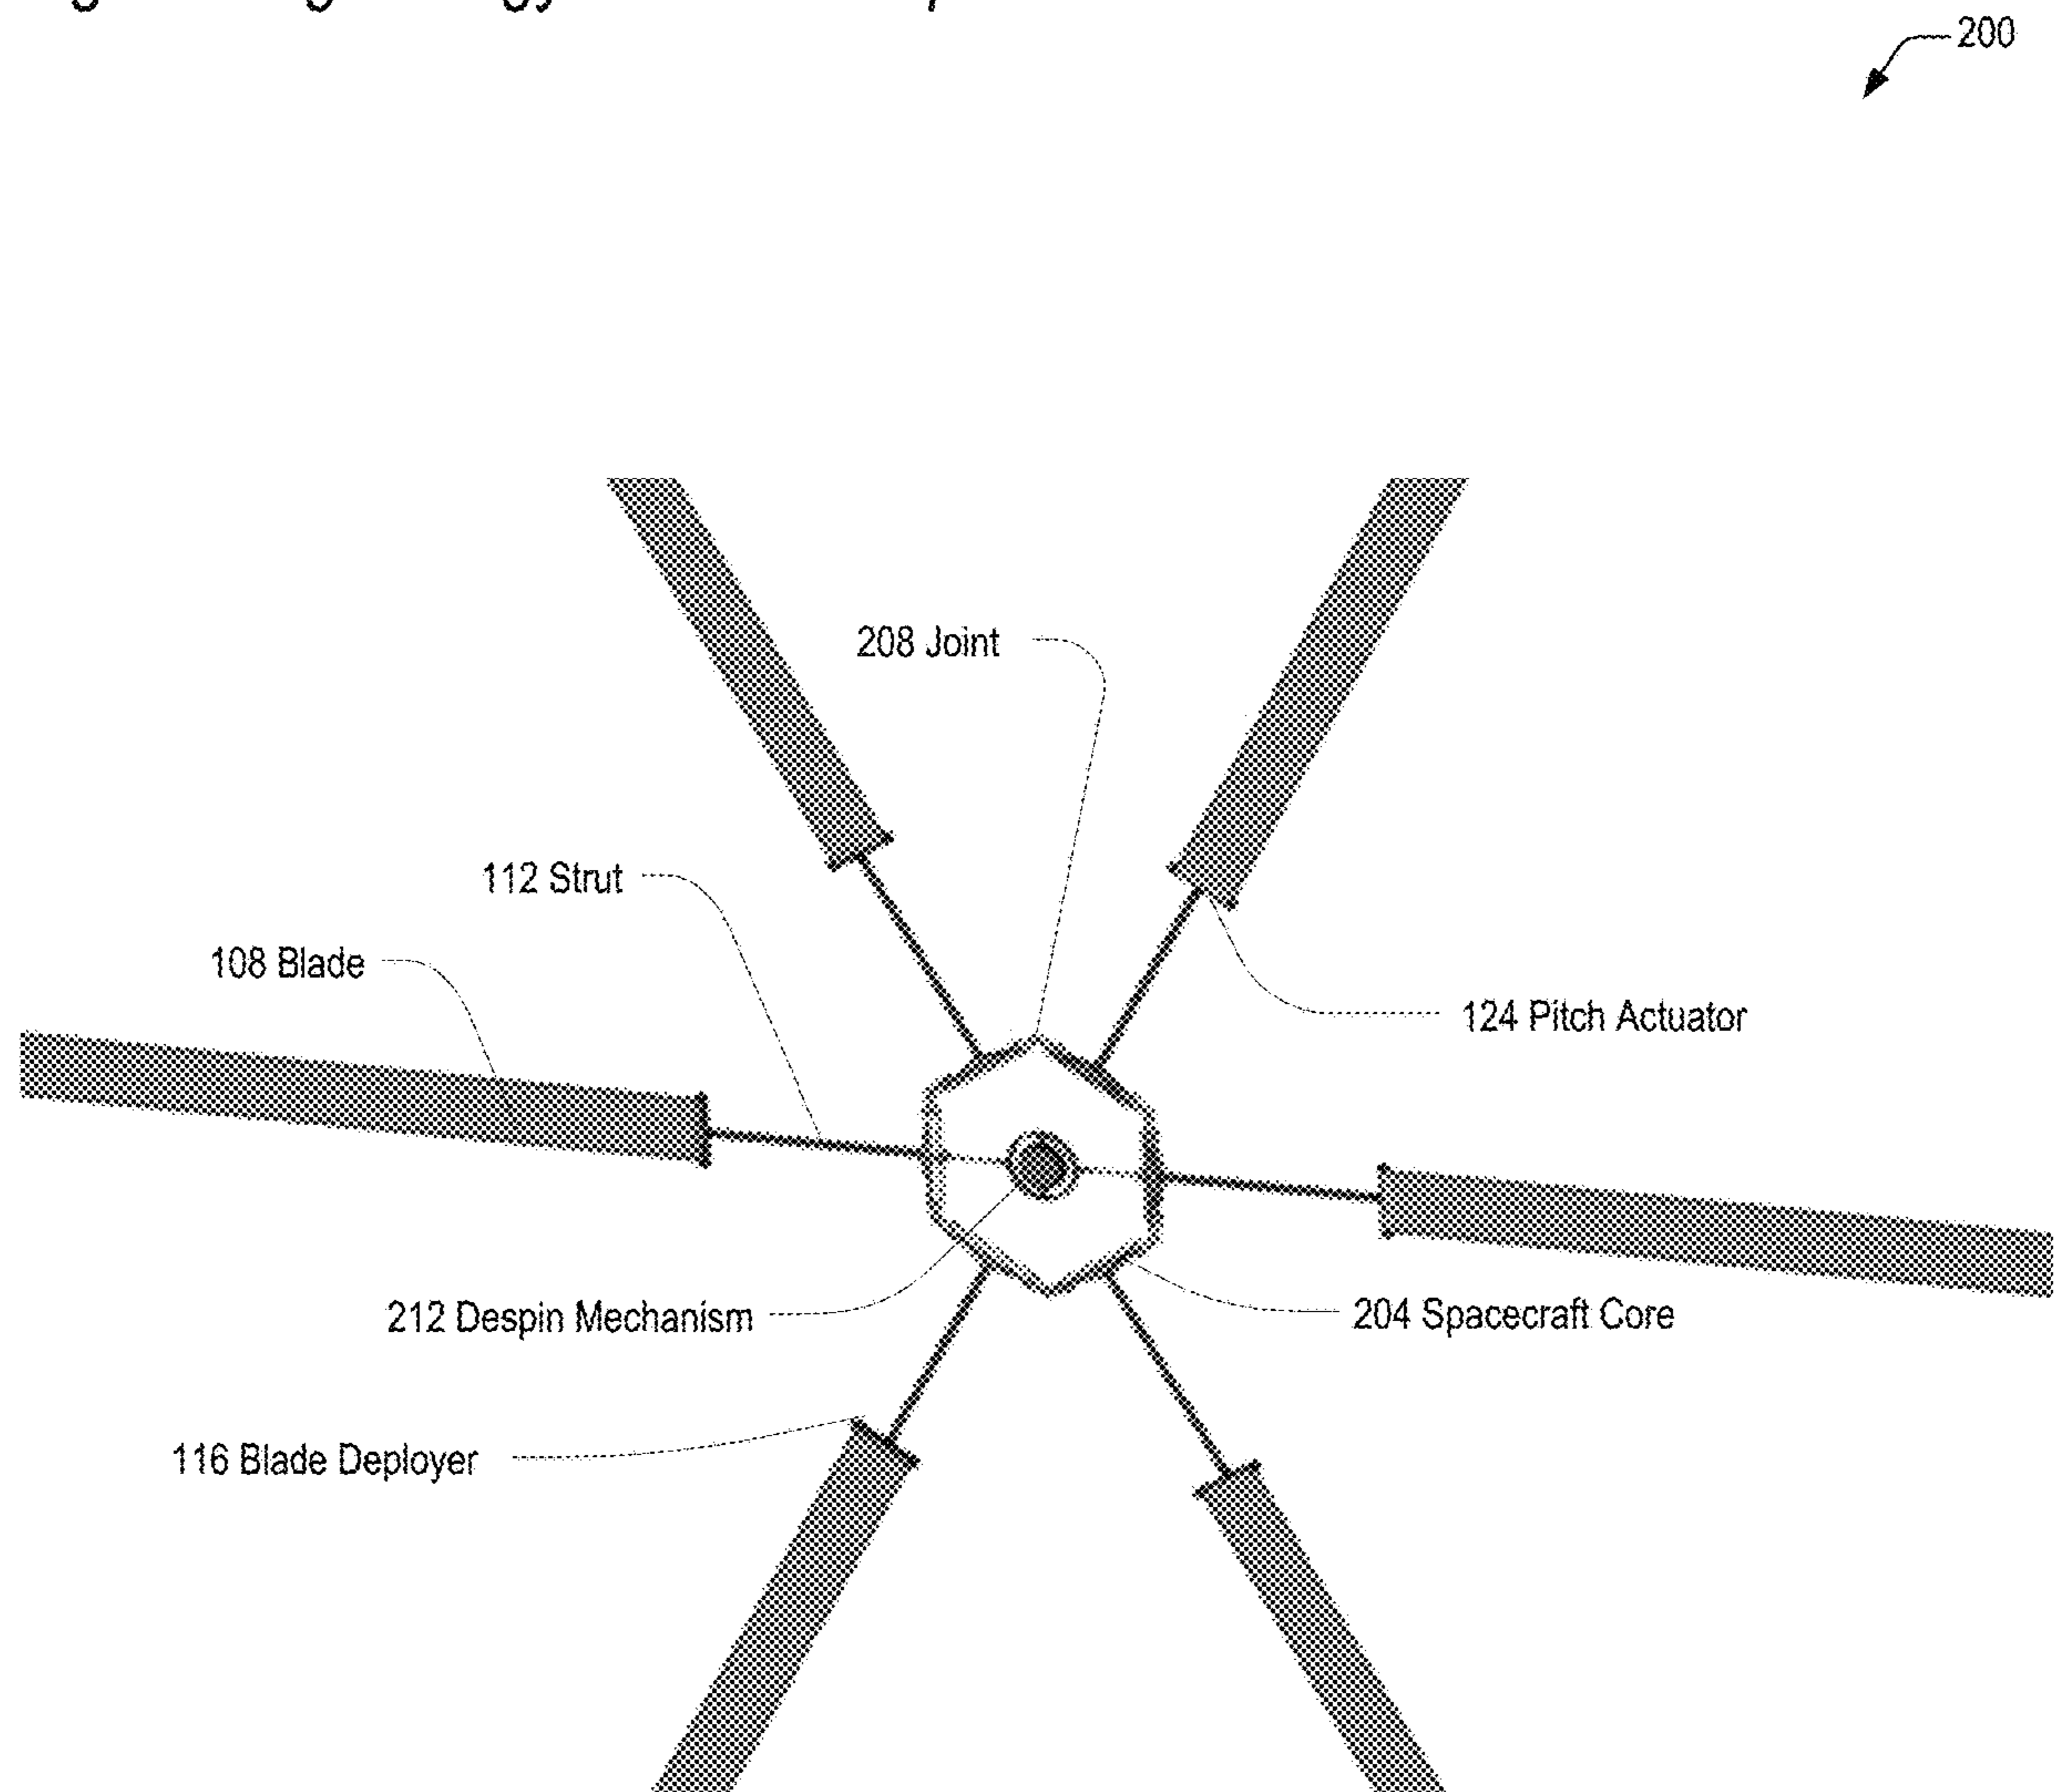 200
208 Joint
112 Strut
108 Blade
124 Pitch Actuator
212 Despin Mechanism
204 Spacecraft Core
116 Blade Deployer